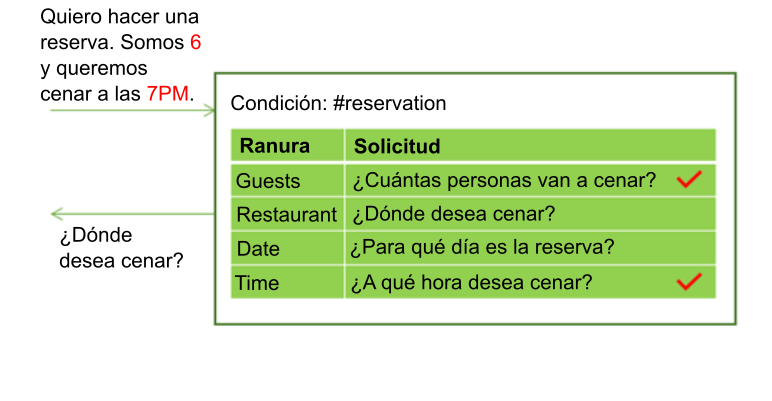 Quiero hacer una
reserva. Somos 6
y queremos
cenar a las 7PM.
Condición: #reservation
Ranura Solicitud
Guests ¿Cuántas personas van a cenar?
Restaurant ¿Dónde desea cenar?
Date ¿Para qué día es la reserva?
Time ¿A qué hora desea cenar?
¿Dónde
desea cenar?